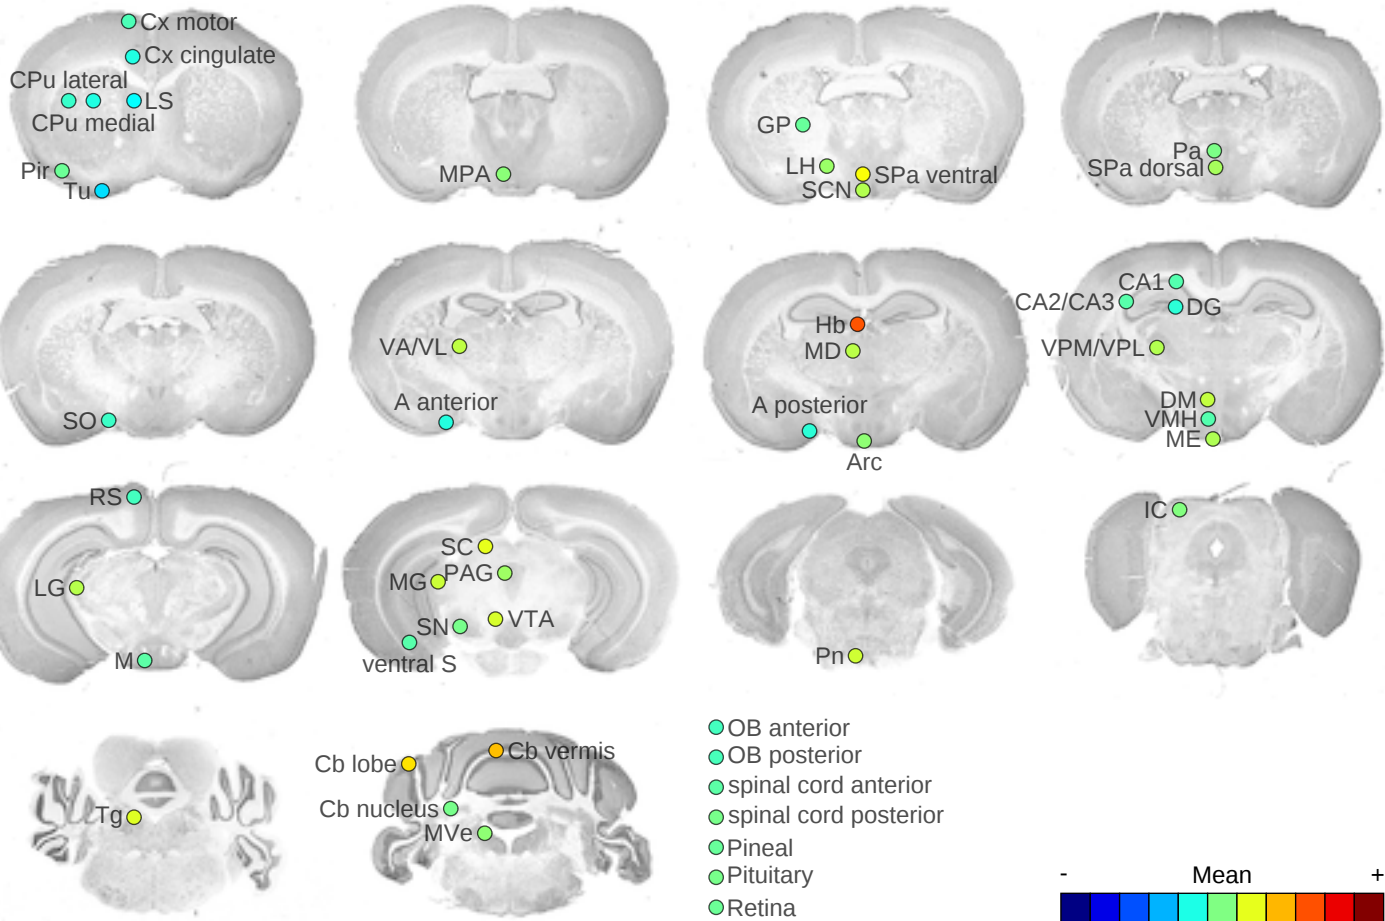 Cx motor
Cx cingulate
CPu lateral
LS
CPu medial
Pir
Tu
MPA
GP
LH
SPa ventral
SCN
Pa
SPa dorsal
SO
VA/VL
A anterior
Hb
MD
A posterior
Arc
CA1
CA2/CA3
DG
VPM/VPL
DM
VMH
ME
RS
LG
M
SC
MG
PAG
SN
VTA
ventral S
Pn
IC
Tg
Cb lobe
Cb vermis
Cb nucleus
MVe
OB anterior
OB posterior
spinal cord anterior
spinal cord posterior
Pineal
Pituitary
Retina
- Mean +